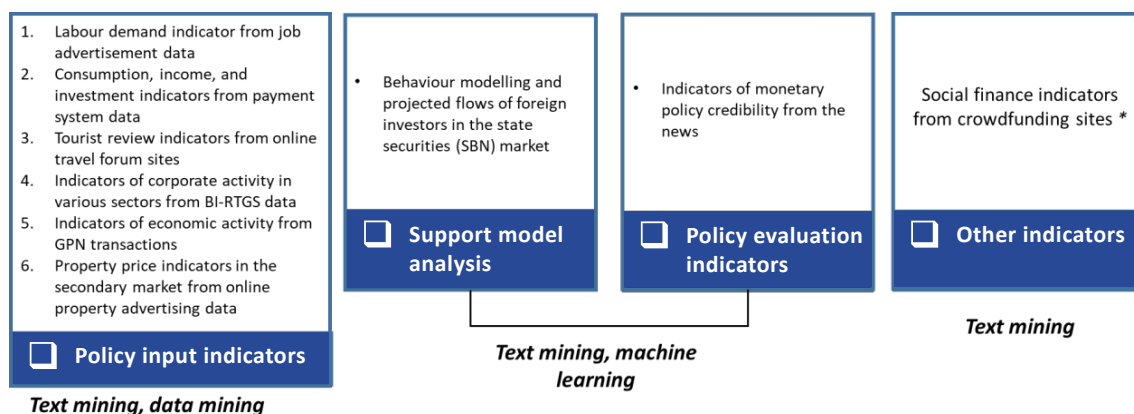 1. Labour demand indicator from job
advertisement data
2. Consumption, income, and
investment indicators from payment
system data
3. Tourist review indicators from online
travel forum sites
4. Indicators of corporate activity in
various sectors from BI-RTGS data
5. Indicators of economic activity from
GPN transactions
6. Property price indicators in the
secondary market from online
property advertising data
Policy input indicators
Text mining, data mining
• Behaviour modelling and
projected flows of foreign
investors in the state
securities (SBN) market
Support model
analysis
• Indicators of monetary
policy credibility from the
news
Policy evaluation
indicators
Text mining, machine
learning
Social finance indicators
from crowdfunding sites *
Other indicators
Text mining